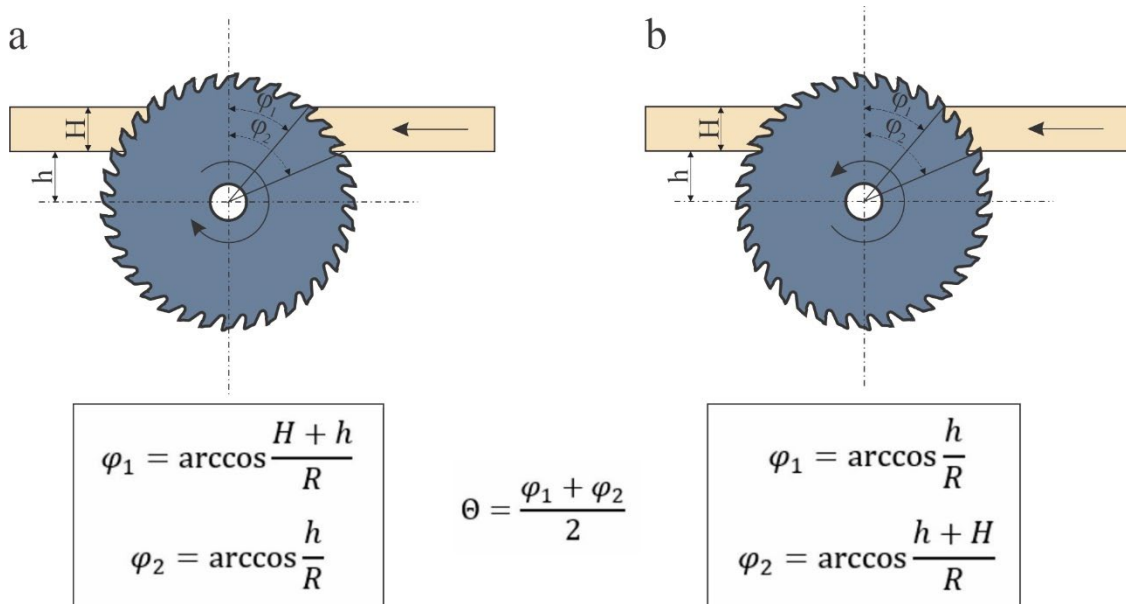 a
b
H
h
φ₁
φ₂
H
h
φ₁
φ₂
φ₁ = arccos (H + h)/R
φ₂ = arccos h/R
Θ = (φ₁ + φ₂)/2
φ₁ = arccos h/R
φ₂ = arccos (h + H)/R